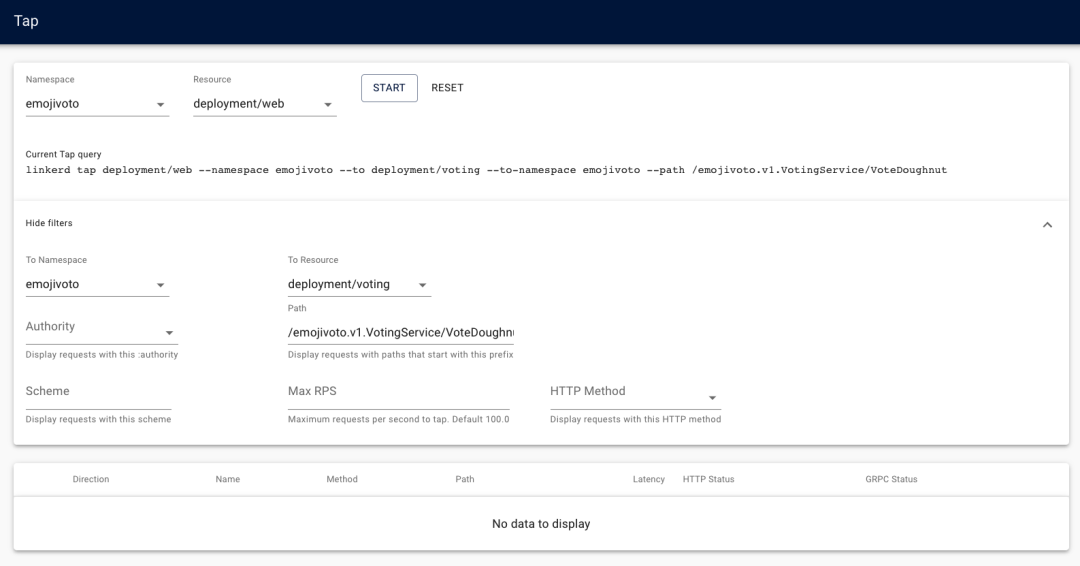 Tap
Namespace
Resource
emojivoto
deployment/web
START
RESET
Current Tap query
linkerd tap deployment/web --namespace emojivoto --to deployment/voting --to-namespace emojivoto --path /emojivoto.v1.VotingService/VoteDoughnut
Hide filters
To Namespace
To Resource
emojivoto
deployment/voting
Path
Authority
/emojivoto.v1.VotingService/VoteDoughnu
Display requests with this :authority
Display requests with paths that start with this prefix
Scheme
Max RPS
HTTP Method
Display requests with this scheme
Maximum requests per second to tap. Default 100.0
Display requests with this HTTP method
Direction
Name
Method
Path
Latency
HTTP Status
GRPC Status
No data to display